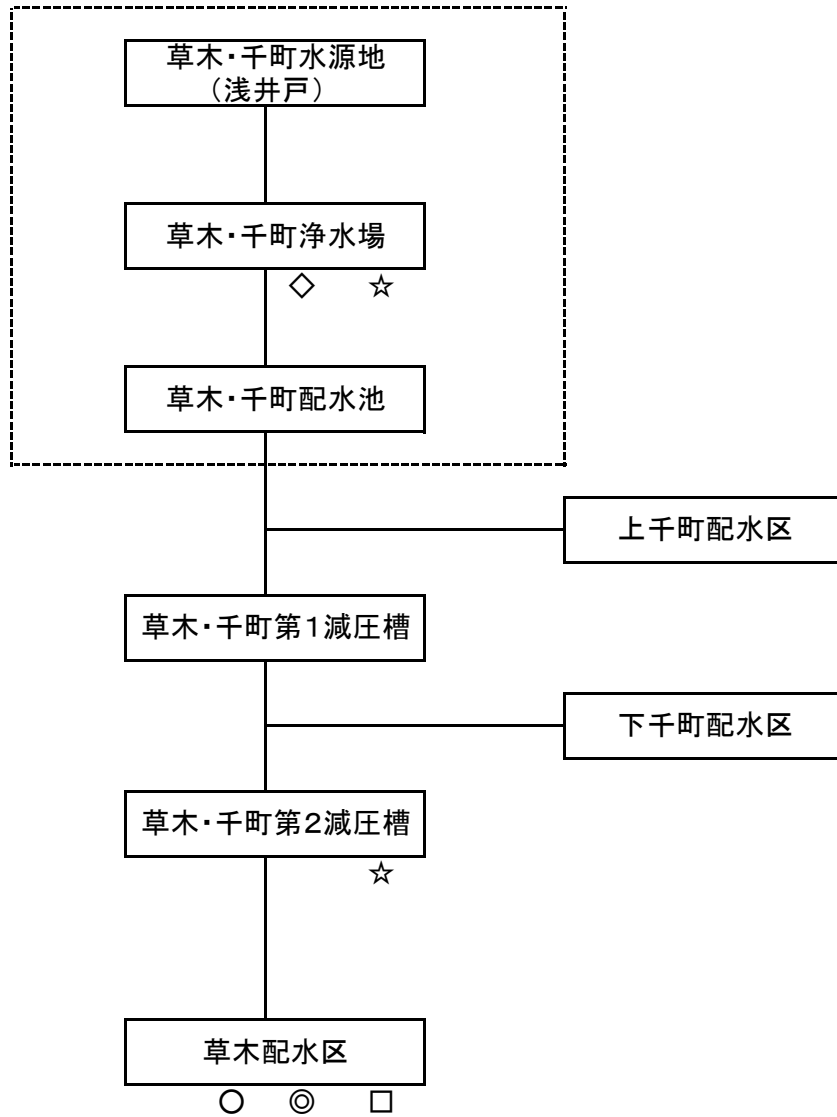 草木・千町水源地
（浅井戸）
草木・千町浄水場
◇ ☆
草木・千町配水池
上千町配水区
草木・千町第１減圧槽
下千町配水区
草木・千町第２減圧槽
☆
草木配水区
○ ◎ □